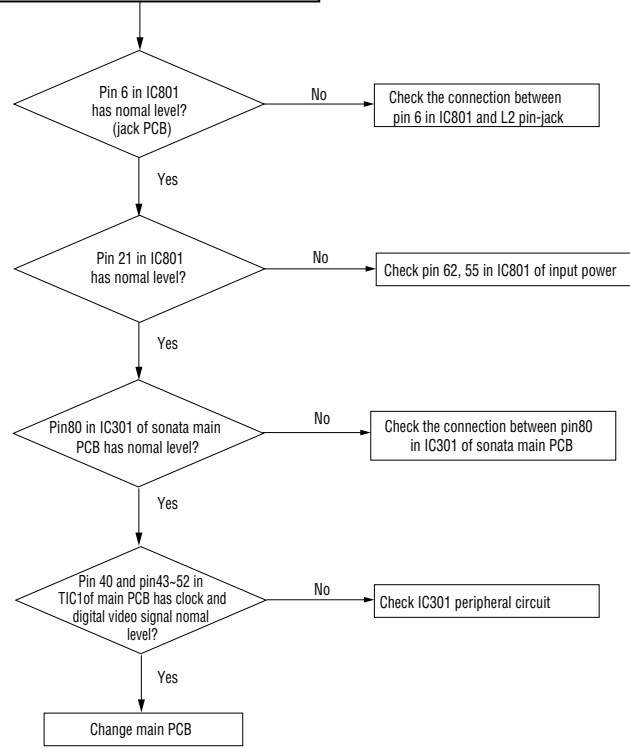 Pin 6 in IC801
has nomal level?
(jack PCB)
No
Check the connection between
pin 6 in IC801 and L2 pin-jack
Yes
Pin 21 in IC801
has nomal level?
No
Check pin 62, 55 in IC801 of input power
Yes
Pin80 in IC301 of sonata main
PCB has nomal level?
No
Check the connection between pin80
in IC301 of sonata main PCB
Yes
Pin 40 and pin43~52 in
TIC1of main PCB has clock and
digital video signal nomal
level?
No
Check IC301 peripheral circuit
Yes
Change main PCB